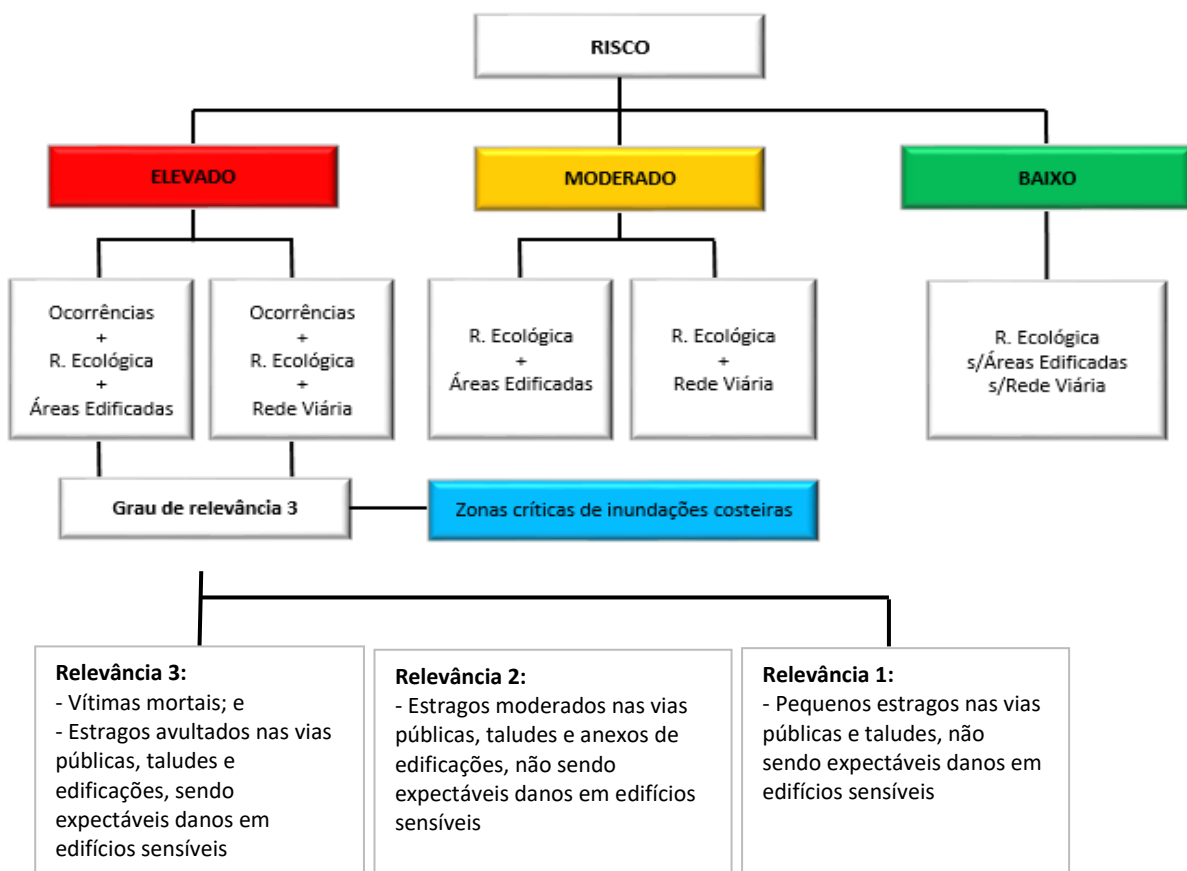 RISCO
ELEVADO
MODERADO
BAIXO
Ocorrências
+
R. Ecológica
+
Áreas Edificadas
Ocorrências
+
R. Ecológica
+
Rede Viária
R. Ecológica
+
Áreas Edificadas
R. Ecológica
+
Rede Viária
R. Ecológica
s/Áreas Edificadas
s/Rede Viária
Grau de relevância 3
Zonas críticas de inundações costeiras
Relevância 3:
- Vítimas mortais; e
- Estragos avultados nas vias
públicas, taludes e
edificações, sendo
expectáveis danos em
edifícios sensíveis
Relevância 2:
- Estragos moderados nas vias
públicas, taludes e anexos de
edificações, não sendo
expectáveis danos em edifícios
sensíveis
Relevância 1:
- Pequenos estragos nas vias
públicas e taludes, não
sendo expectáveis danos em
edifícios sensíveis